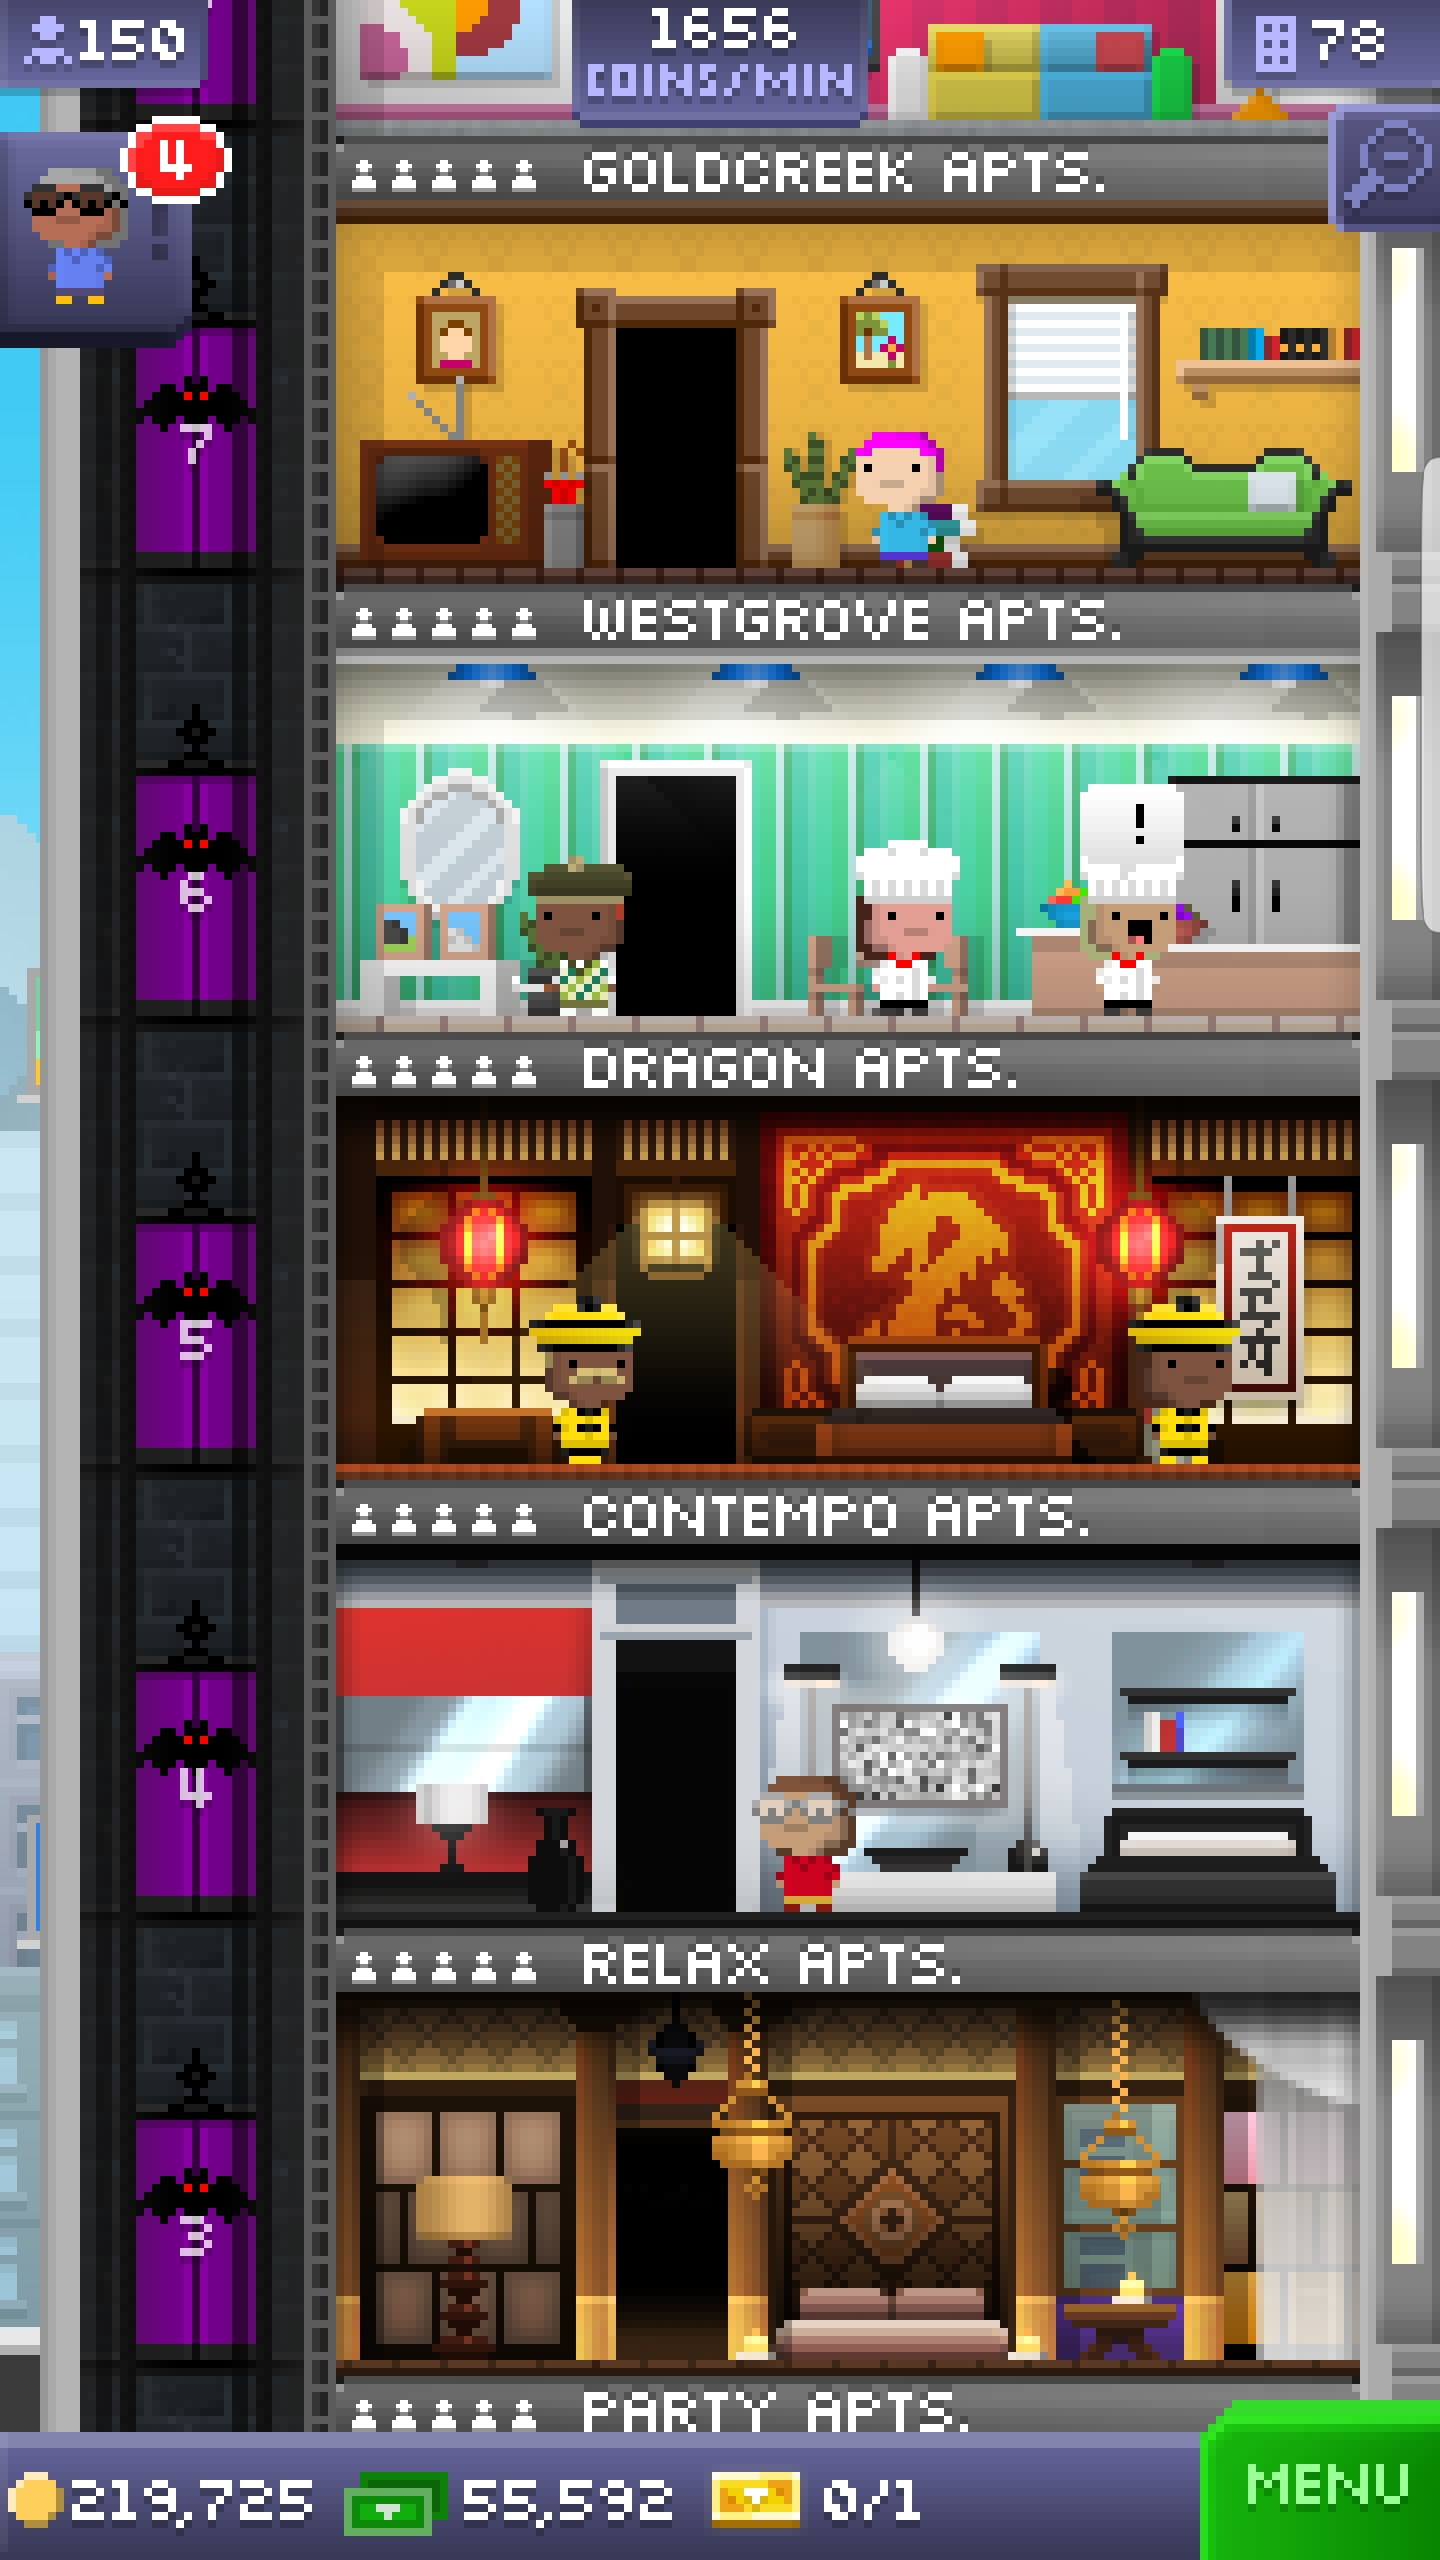 150
1656
COINS/MIN
78
4
GOLDCREEK APTS.
7
WESTGROVE APTS.
!
6
DRAGON APTS.
5
CONTEMPO APTS.
4
RELAX APTS.
3
PARTY APTS.
219,725
55,592
0/1
MENU